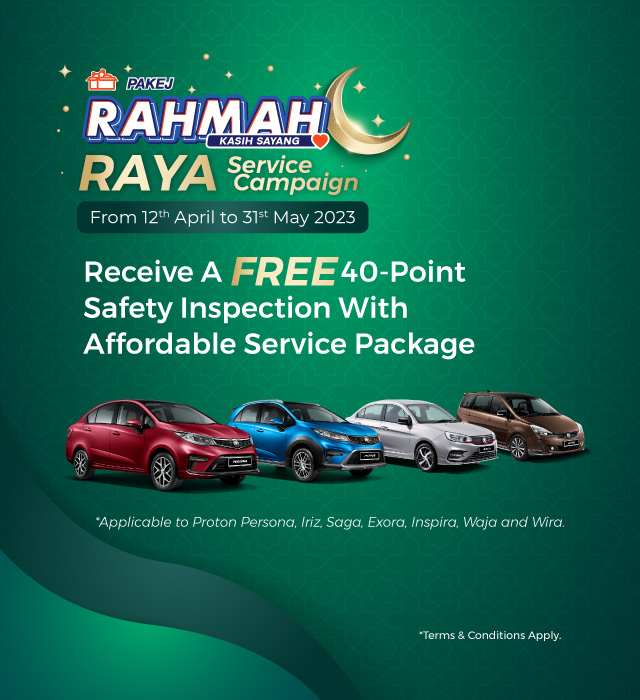 PAKEJ
RAHMAH
KASIH SAYANG
RAYA Service Campaign
From 12th April to 31st May 2023
Receive A FREE 40-Point
Safety Inspection With
Affordable Service Package
*Applicable to Proton Persona, Iriz, Saga, Exora, Inspira, Waja and Wira.
*Terms & Conditions Apply.